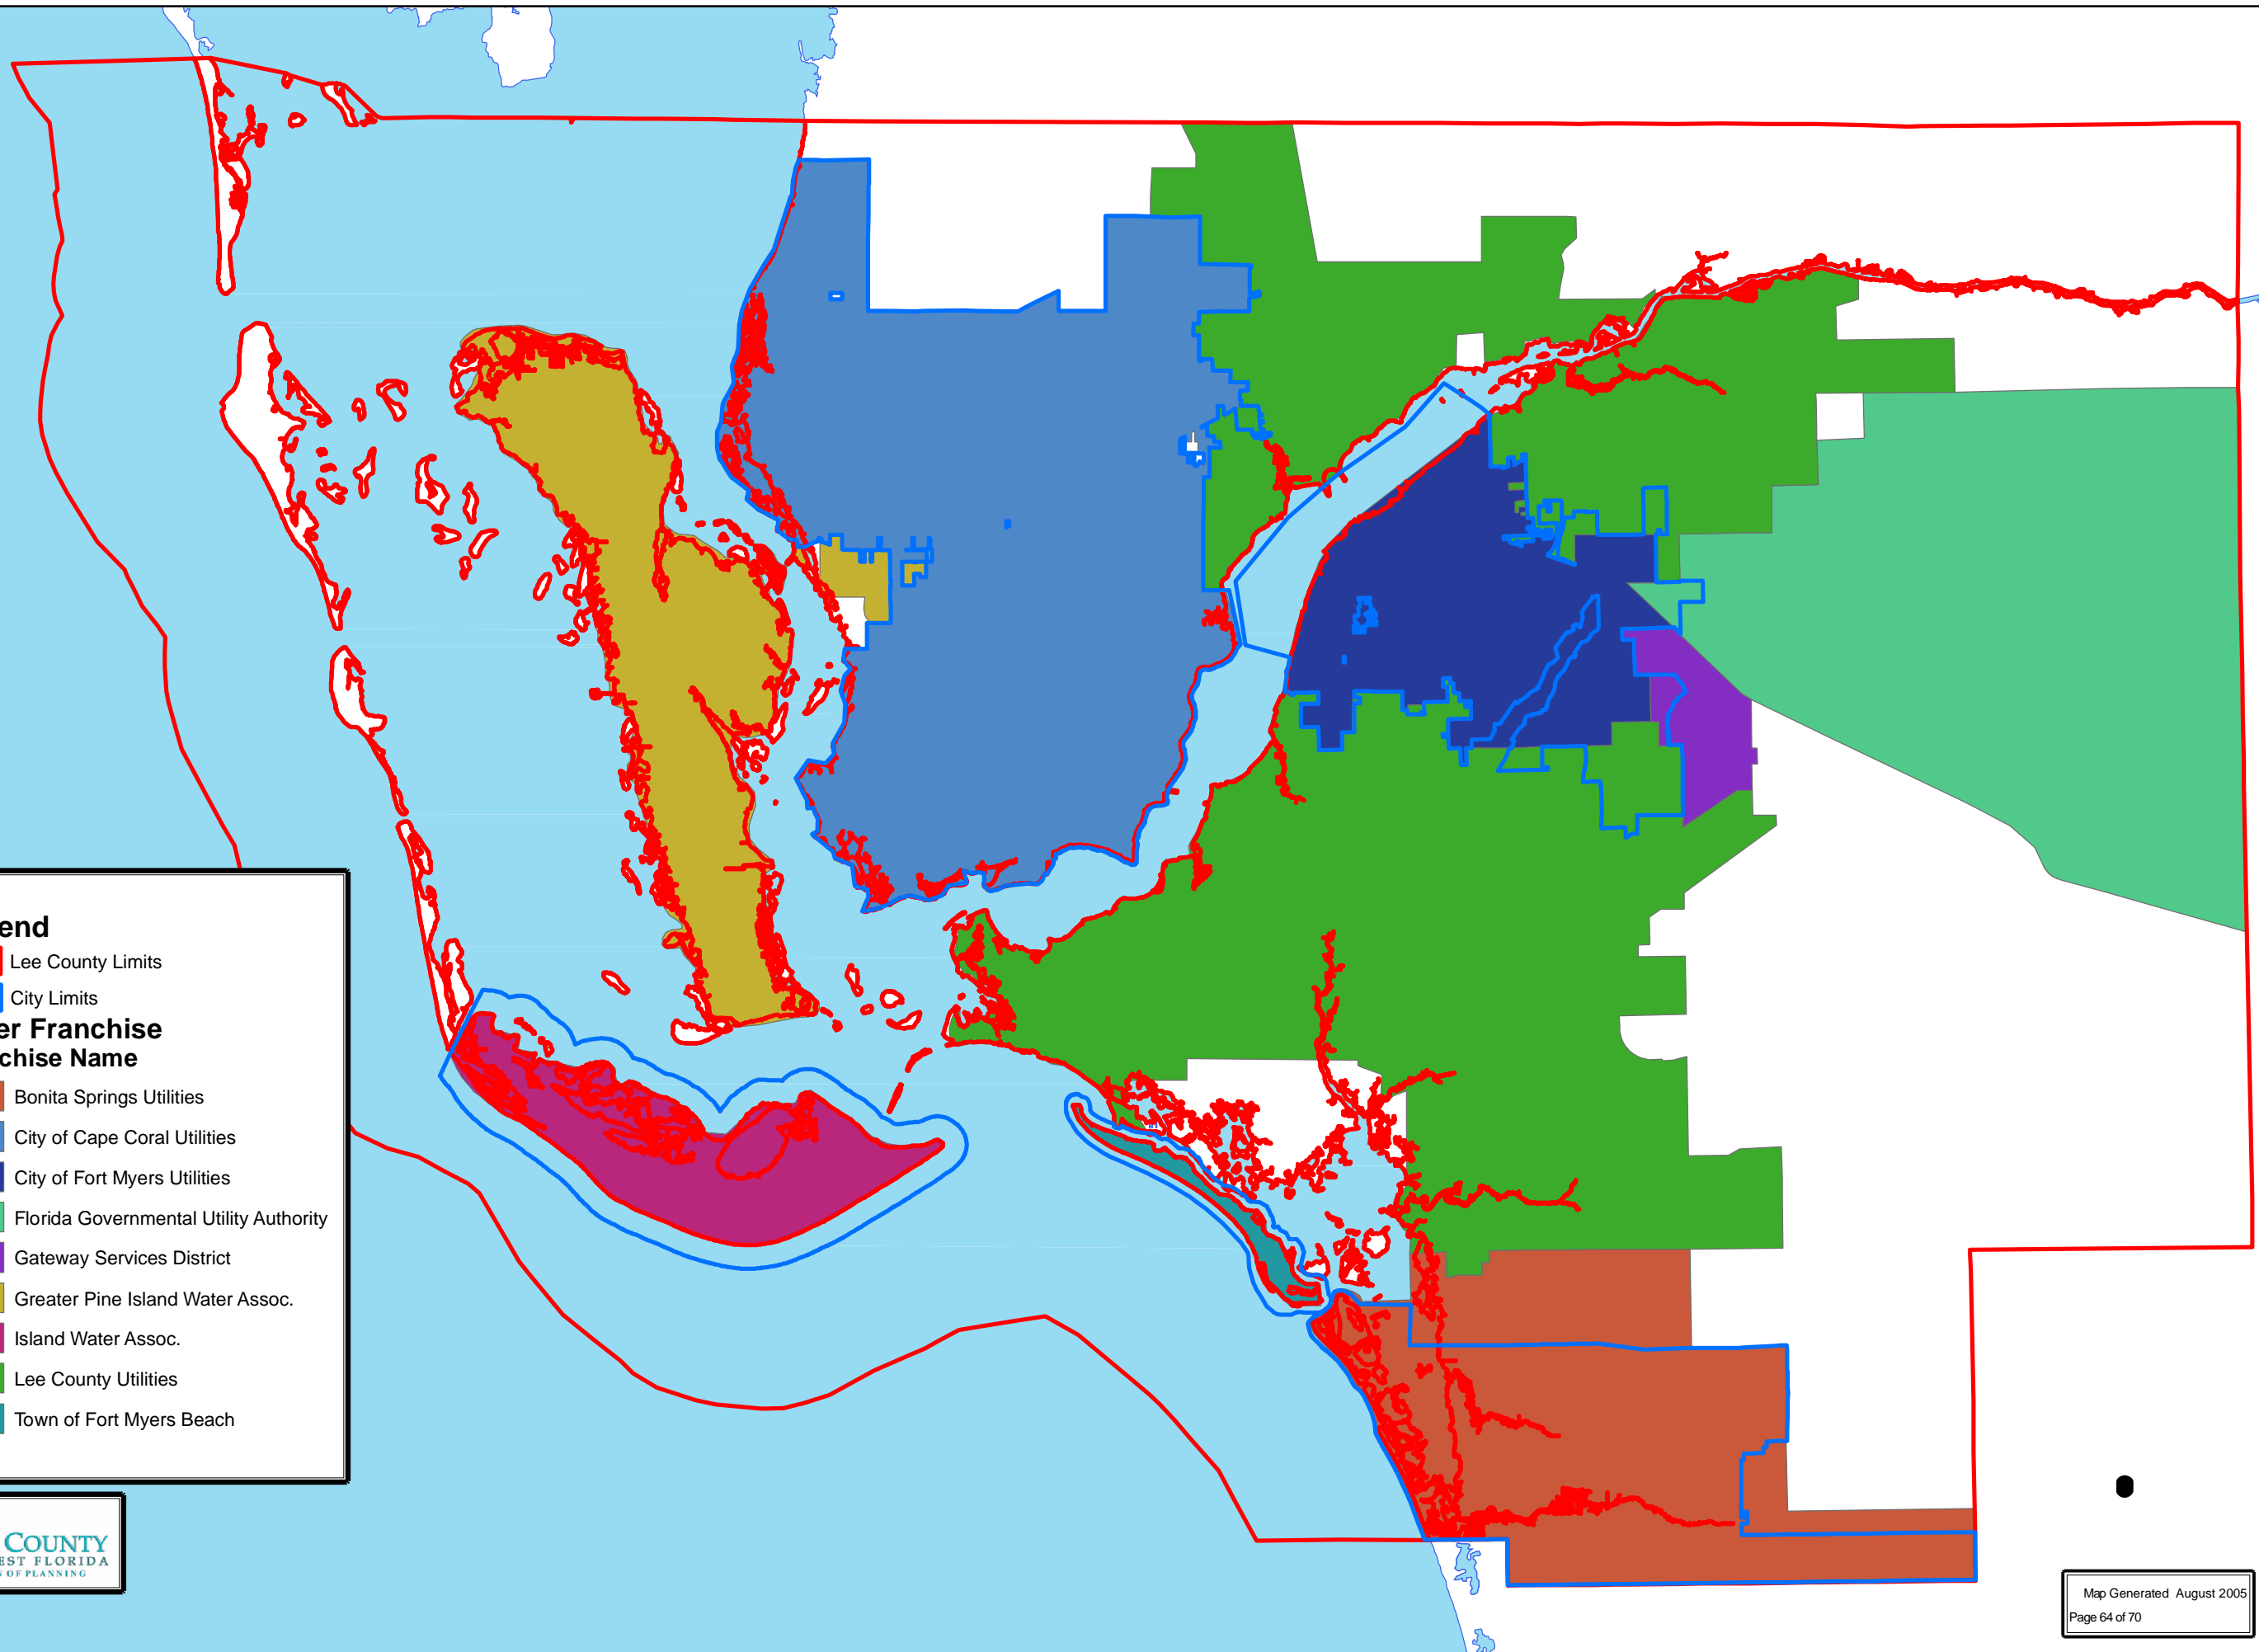 end
Lee County Limits
City Limits
er Franchise
chise Name
Bonita Springs Utilities
City of Cape Coral Utilities
City of Fort Myers Utilities
Florida Governmental Utility Authority
Gateway Services District
Greater Pine Island Water Assoc.
Island Water Assoc.
Lee County Utilities
Town of Fort Myers Beach
COUNTY
EST FLORIDA
N OF PLANNING
Map Generated August 2005
Page 64 of 70